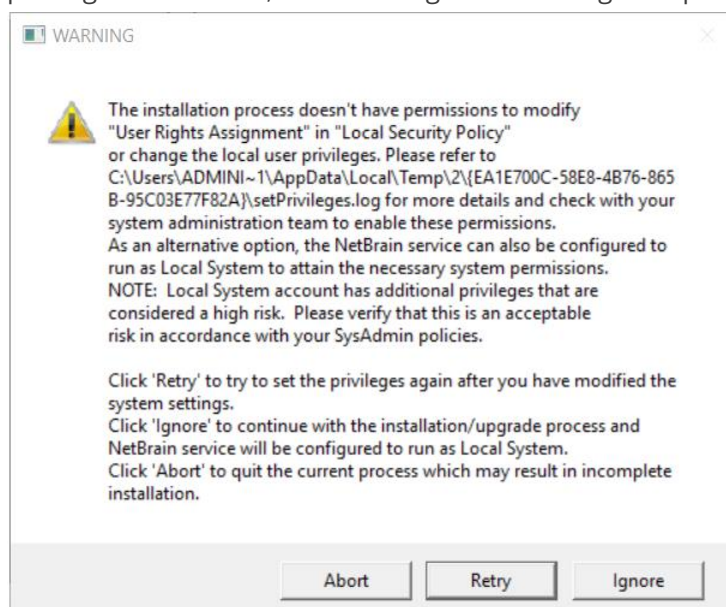 WARNING
The installation process doesn't have permissions to modify
"User Rights Assignment" in "Local Security Policy"
or change the local user privileges. Please refer to
C:\Users\ADMINI~1\AppData\Local\Temp\2\{EA1E700C-58E8-4B76-865
B-95C03E77F82A}\setPrivileges.log for more details and check with your
system administration team to enable these permissions.
As an alternative option, the NetBrain service can also be configured to
run as Local System to attain the necessary system permissions.
NOTE:  Local System account has additional privileges that are
considered a high risk.  Please verify that this is an acceptable
risk in accordance with your SysAdmin policies.
Click 'Retry' to try to set the privileges again after you have modified the
system settings.
Click 'Ignore' to continue with the installation/upgrade process and
NetBrain service will be configured to run as Local System.
Click 'Abort' to quit the current process which may result in incomplete
installation.
Abort Retry Ignore